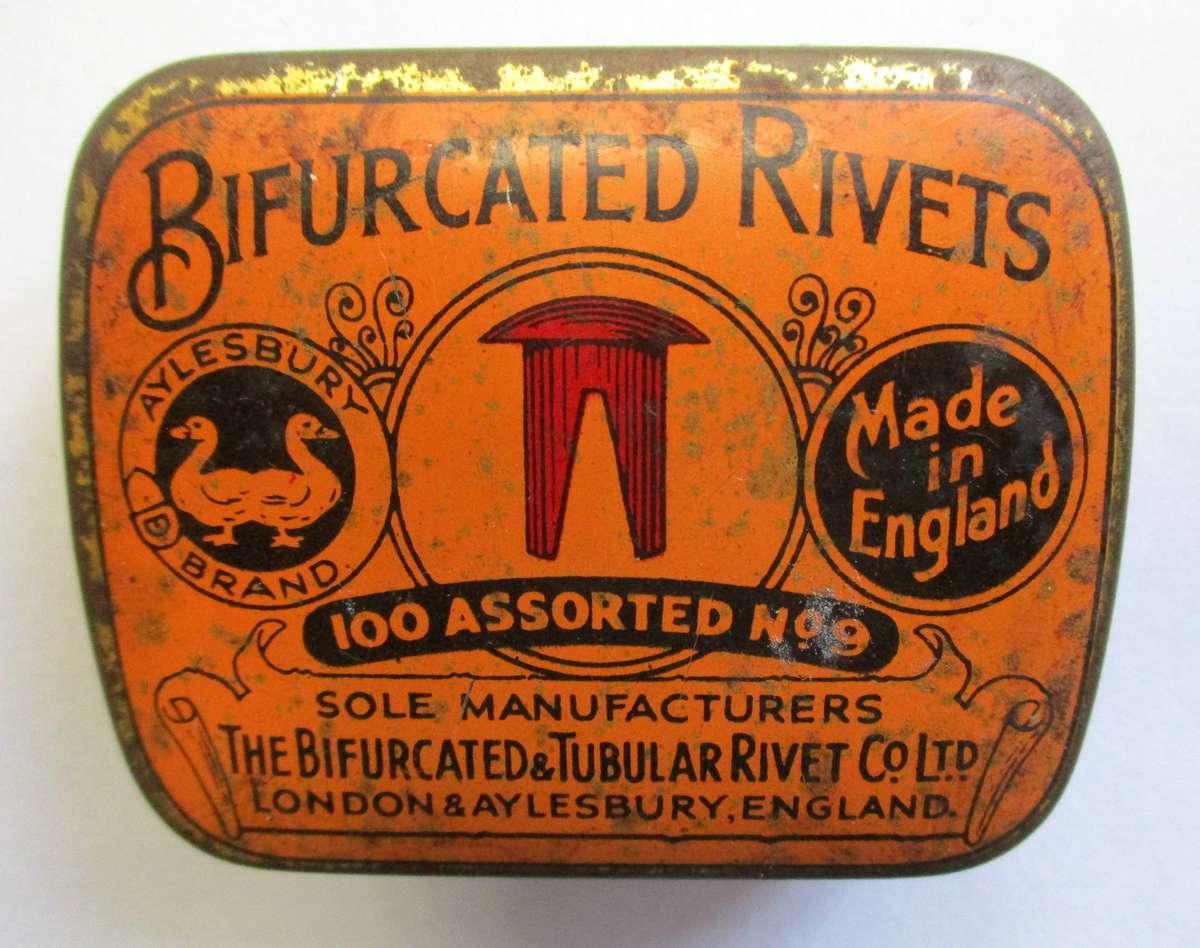 BIFURCATED RIVETS
AYLESBURY
BRAND
Made
in
England
100 ASSORTED No 9
SOLE MANUFACTURERS
THE BIFURCATED & TUBULAR RIVET Co LTD
LONDON & AYLESBURY, ENGLAND.